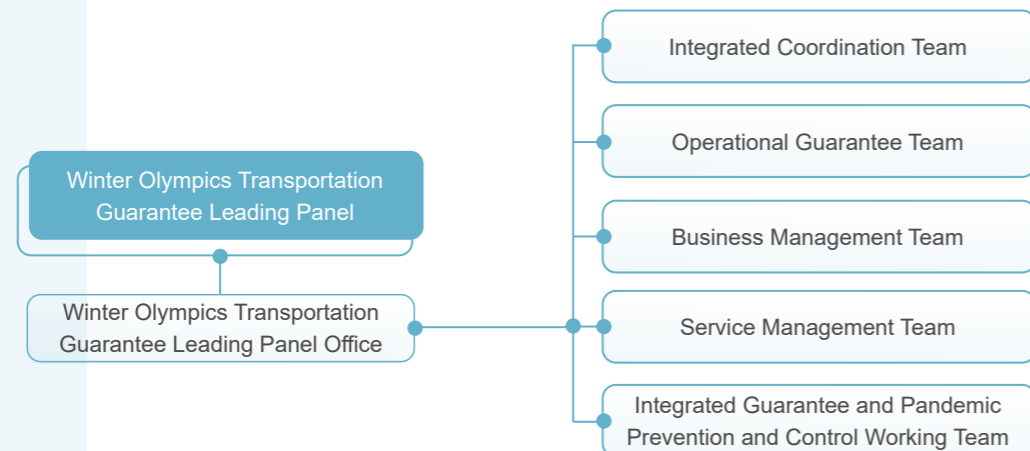 Winter Olympics Transportation
Guarantee Leading Panel
Winter Olympics Transportation
Guarantee Leading Panel Office
Integrated Coordination Team
Operational Guarantee Team
Business Management Team
Service Management Team
Integrated Guarantee and Pandemic
Prevention and Control Working Team